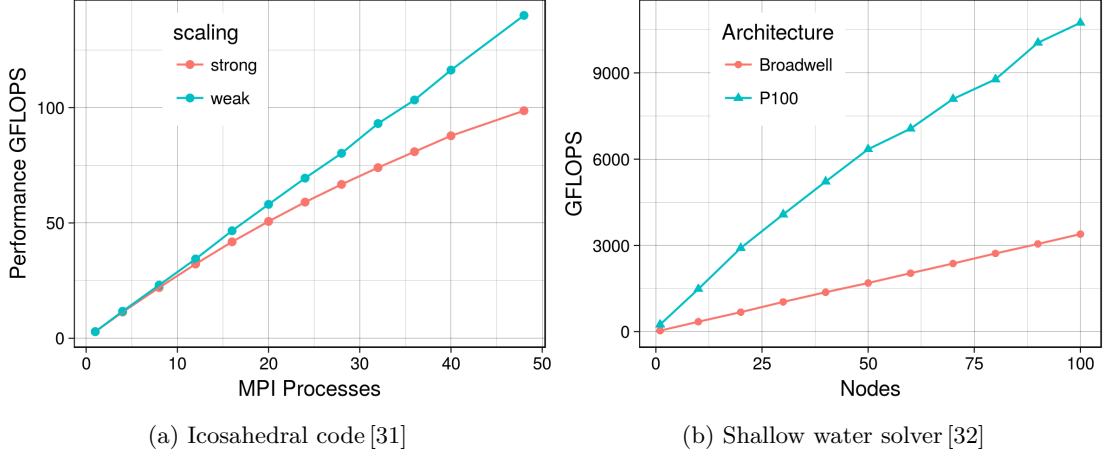 Performance GFLOPS
100
50
0
scaling
strong
weak
0 10 20 30 40 50
MPI Processes
(a) Icosahedral code [31]
GFLOPS
9000
6000
3000
0
Architecture
Broadwell
P100
0 25 50 75 100
Nodes
(b) Shallow water solver [32]